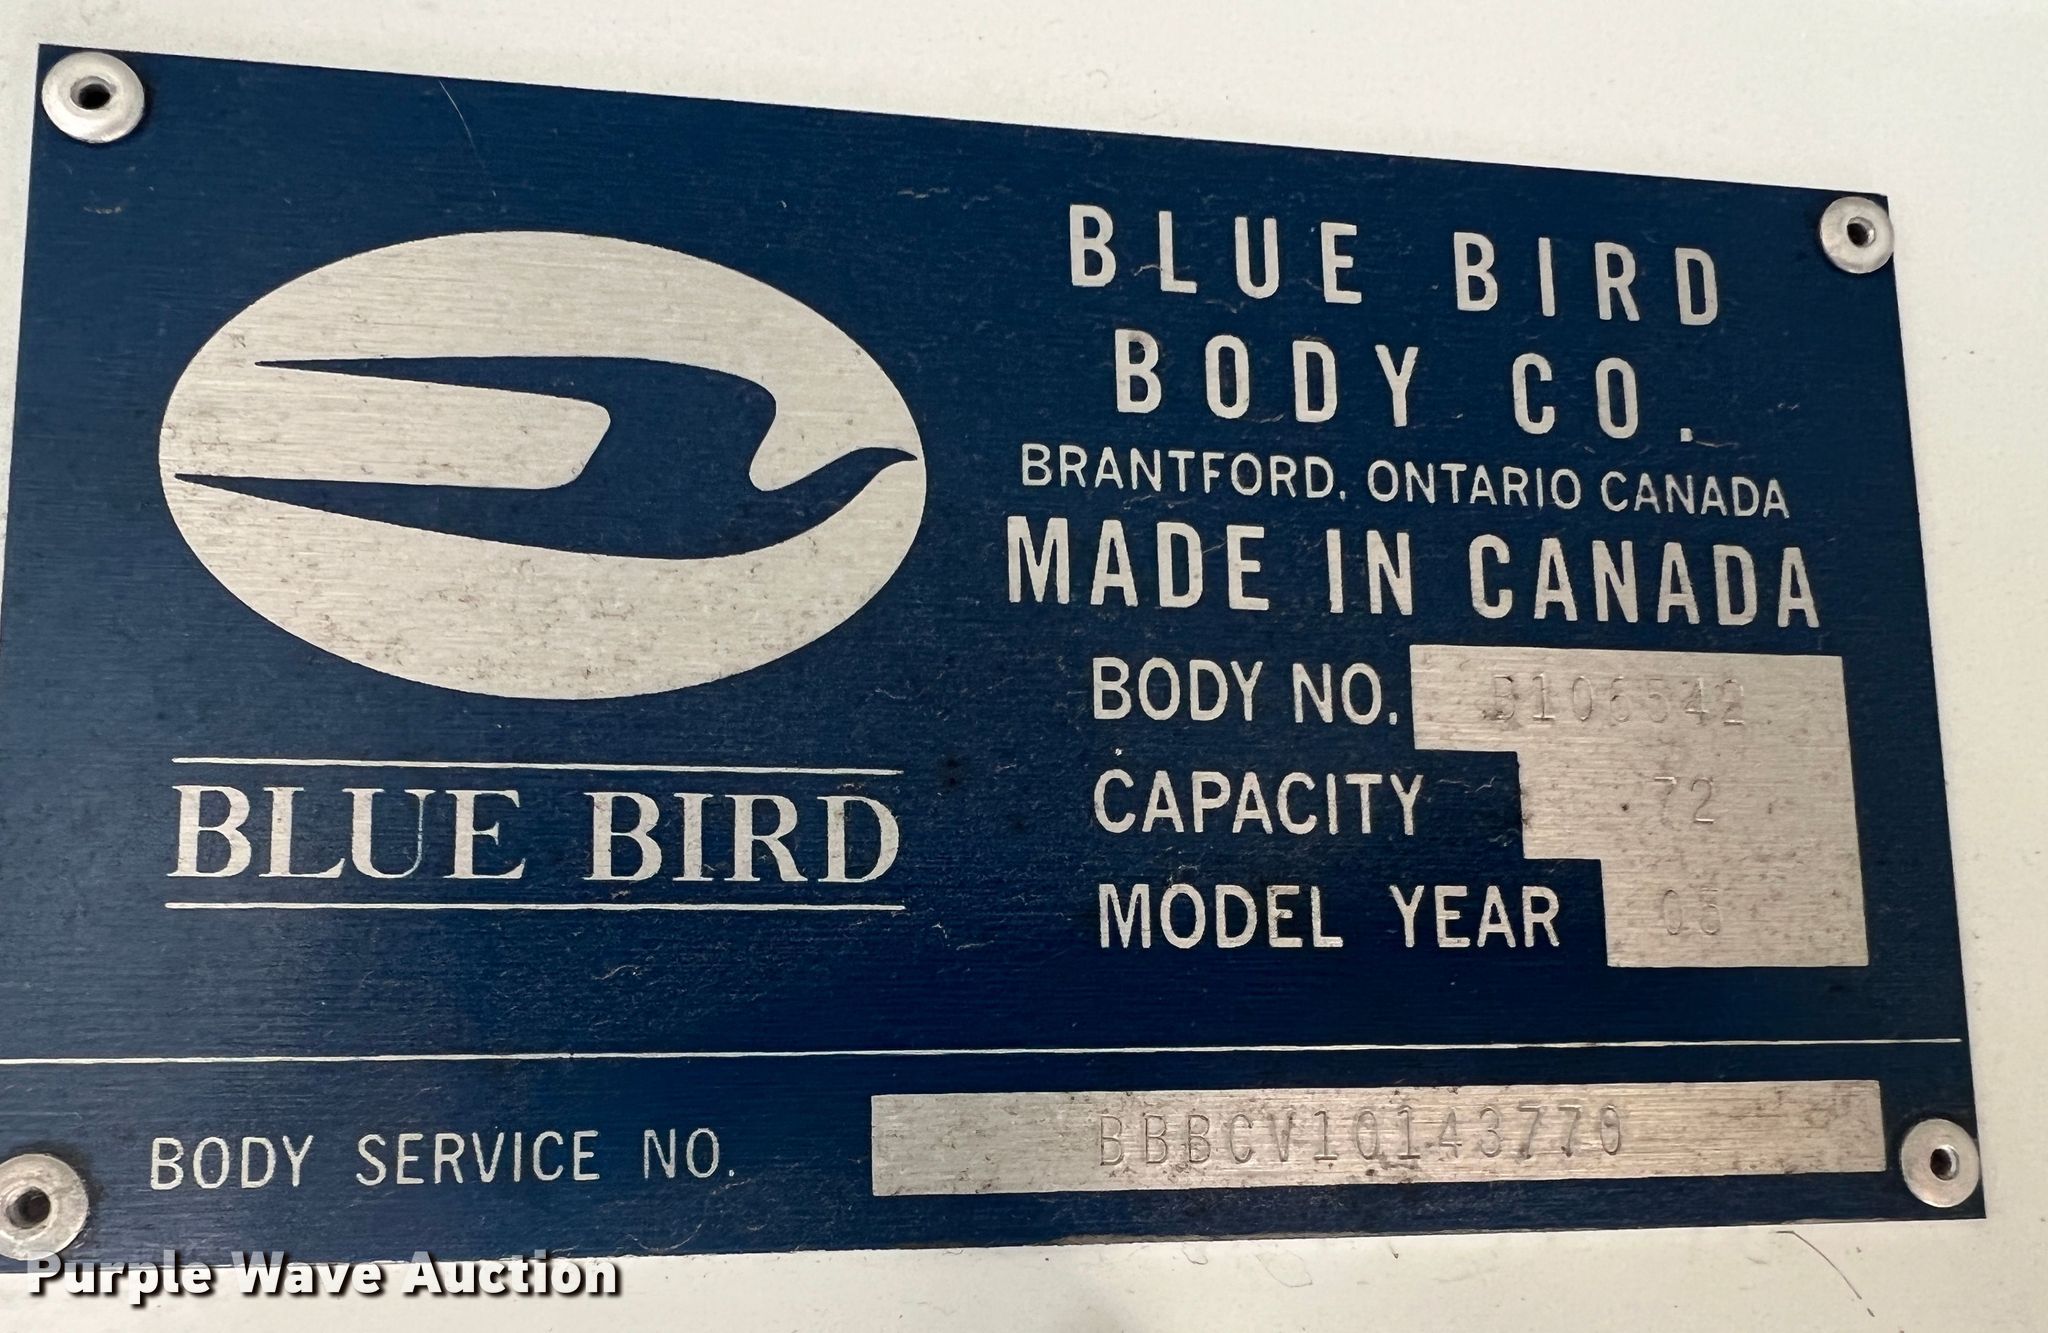 BLUE BIRD
BODY CO.
BRANTFORD, ONTARIO CANADA
MADE IN CANADA
BODY NO. B106542
CAPACITY 72
MODEL YEAR 05
BLUE BIRD
BODY SERVICE NO. BBBCV10143770
Purple Wave Auction